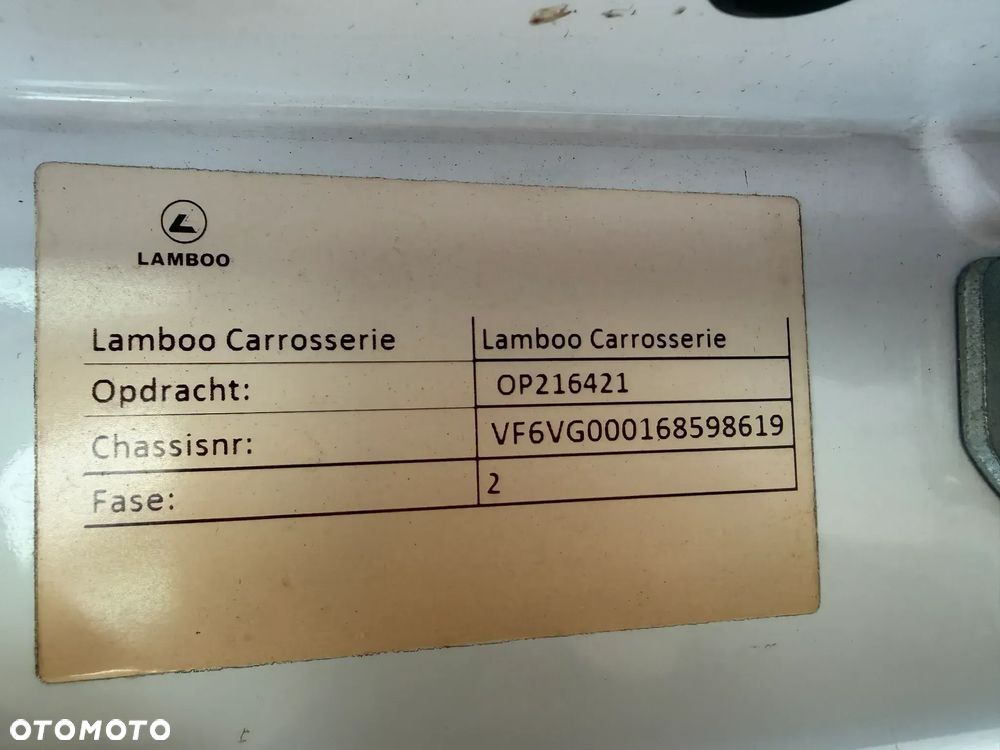 LAMBOO
Lamboo Carrosserie Lamboo Carrosserie
Opdracht: OP216421
Chassisnr: VF6VG000168598619
Fase: 2
OTOMOTO